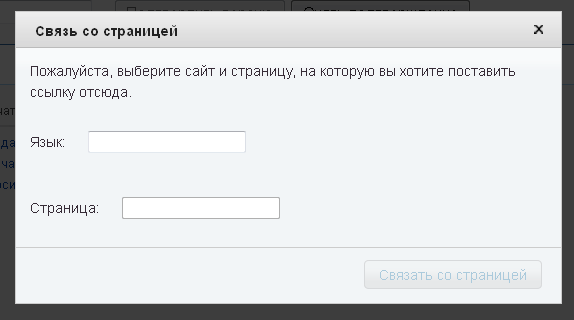 Связь со страницей
Пожалуйста, выберите сайт и страницу, на которую вы хотите поставить
ссылку отсюда.
Язык:
Страница:
Связать со страницей